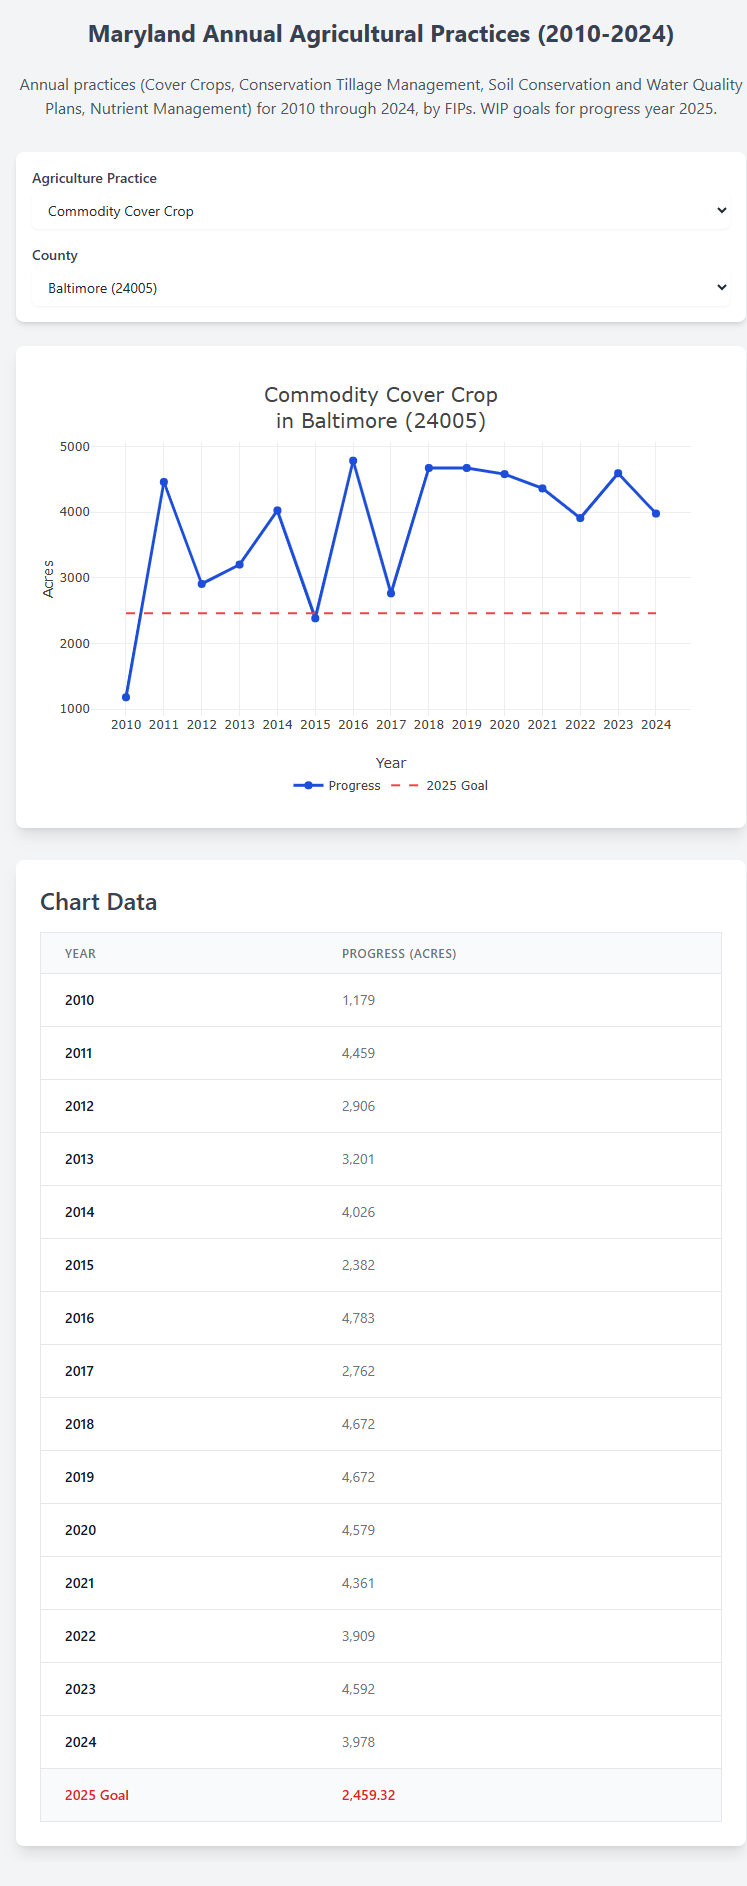 Maryland Annual Agricultural Practices (2010-2024)
Annual practices (Cover Crops, Conservation Tillage Management, Soil Conservation and Water Quality
Plans, Nutrient Management) for 2010 through 2024, by FIPs. WIP goals for progress year 2025.
Agriculture Practice
Commodity Cover Crop
County
Baltimore (24005)
Commodity Cover Crop
in Baltimore (24005)
5000
4000
3000
2000
1000
Acres
2010 2011 2012 2013 2014 2015 2016 2017 2018 2019 2020 2021 2022 2023 2024
Year
Progress 2025 Goal
Chart Data
YEAR PROGRESS (ACRES)
2010 1,179
2011 4,459
2012 2,906
2013 3,201
2014 4,026
2015 2,382
2016 4,783
2017 2,762
2018 4,672
2019 4,672
2020 4,579
2021 4,361
2022 3,909
2023 4,592
2024 3,978
2025 Goal 2,459.32